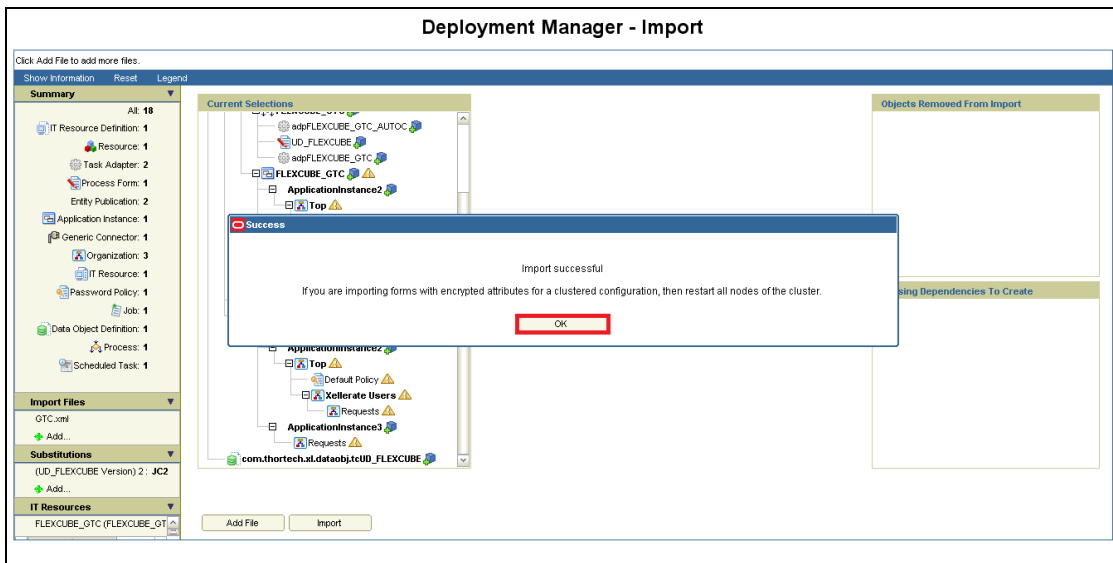 Deployment Manager - Import
Click Add File to add more files.
Show Information Reset Legend
Summary
All: 18
IT Resource Definition: 1
Resource: 1
Task Adapter: 2
Process Form: 1
Entity Publication: 2
Application Instance: 1
Generic Connector: 1
Organization: 3
IT Resource: 1
Password Policy: 1
Job: 1
Data Object Definition: 1
Process: 1
Scheduled Task: 1
Import Files
GTC.xml
Add...
Substitutions
(UD_FLEXCUBE Version) 2 : JC2
Add...
IT Resources
FLEXCUBE_GTC (FLEXCUBE_GT
Current Selections
FLEXCUBE_GTC
adpFLEXCUBE_GTC_AUTOC
UD_FLEXCUBE
adpFLEXCUBE_GTC
FLEXCUBE_GTC
ApplicationInstance2
Top
Success
Import successful
If you are importing forms with encrypted attributes for a clustered configuration, then restart all nodes of the cluster.
OK
ApplicationInstance2
Top
Default Policy
Xellerate Users
Requests
ApplicationInstance3
Requests
com.thortech.xl.dataobj.tcUD_FLEXCUBE
Add File Import
Objects Removed From Import
sing Dependencies To Create